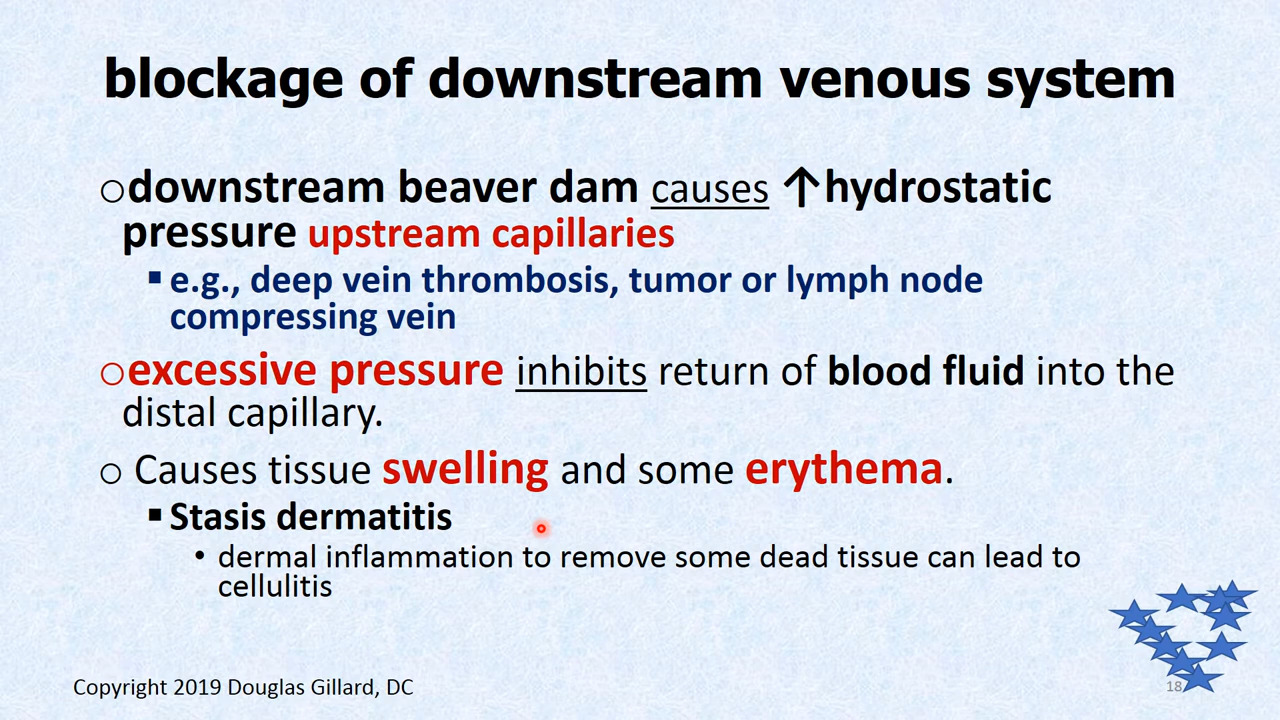 blockage of downstream venous system
○downstream beaver dam causes ↑hydrostatic
pressure upstream capillaries
▪ e.g., deep vein thrombosis, tumor or lymph node
compressing vein
○excessive pressure inhibits return of blood fluid into the
distal capillary.
○ Causes tissue swelling and some erythema.
▪ Stasis dermatitis
• dermal inflammation to remove some dead tissue can lead to
cellulitis
Copyright 2019 Douglas Gillard, DC
18